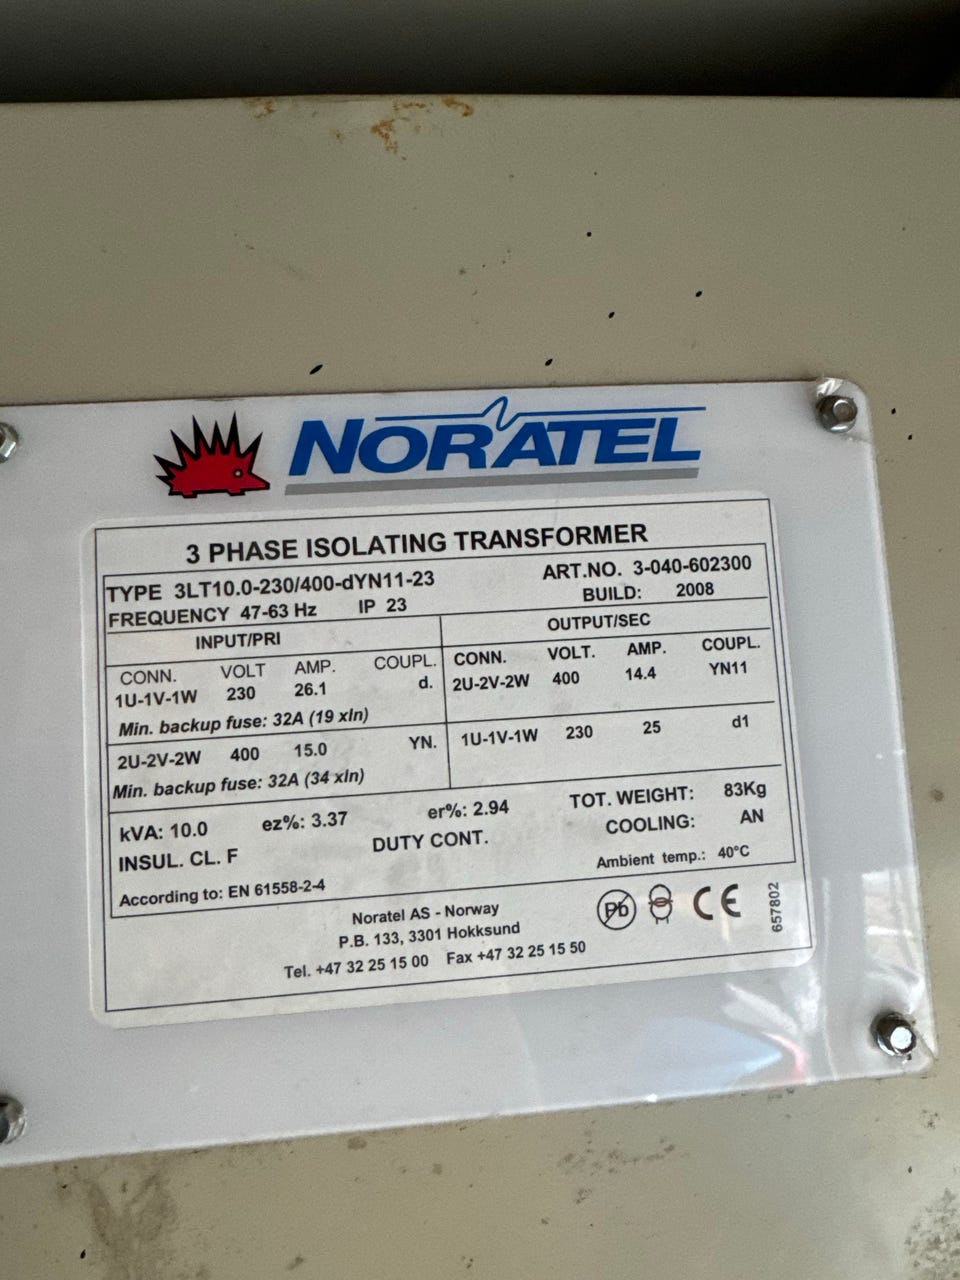 NORATEL
3 PHASE ISOLATING TRANSFORMER
TYPE 3LT10.0-230/400-dYN11-23 ART.NO. 3-040-602300
FREQUENCY 47-63 Hz IP 23 BUILD: 2008
INPUT/PRI OUTPUT/SEC
CONN. VOLT AMP. COUPL. CONN. VOLT. AMP. COUPL.
1U-1V-1W 230 26.1 d. 2U-2V-2W 400 14.4 YN11
Min. backup fuse: 32A (19 xIn)
2U-2V-2W 400 15.0 YN. 1U-1V-1W 230 25 d1
Min. backup fuse: 32A (34 xIn)
kVA: 10.0 ez%: 3.37 er%: 2.94 TOT. WEIGHT: 83Kg
INSUL. CL. F DUTY CONT. COOLING: AN
According to: EN 61558-2-4 Ambient temp.: 40°C
Noratel AS - Norway
P.B. 133, 3301 Hokksund
Tel. +47 32 25 15 00 Fax +47 32 25 15 50
Pb CE
657802